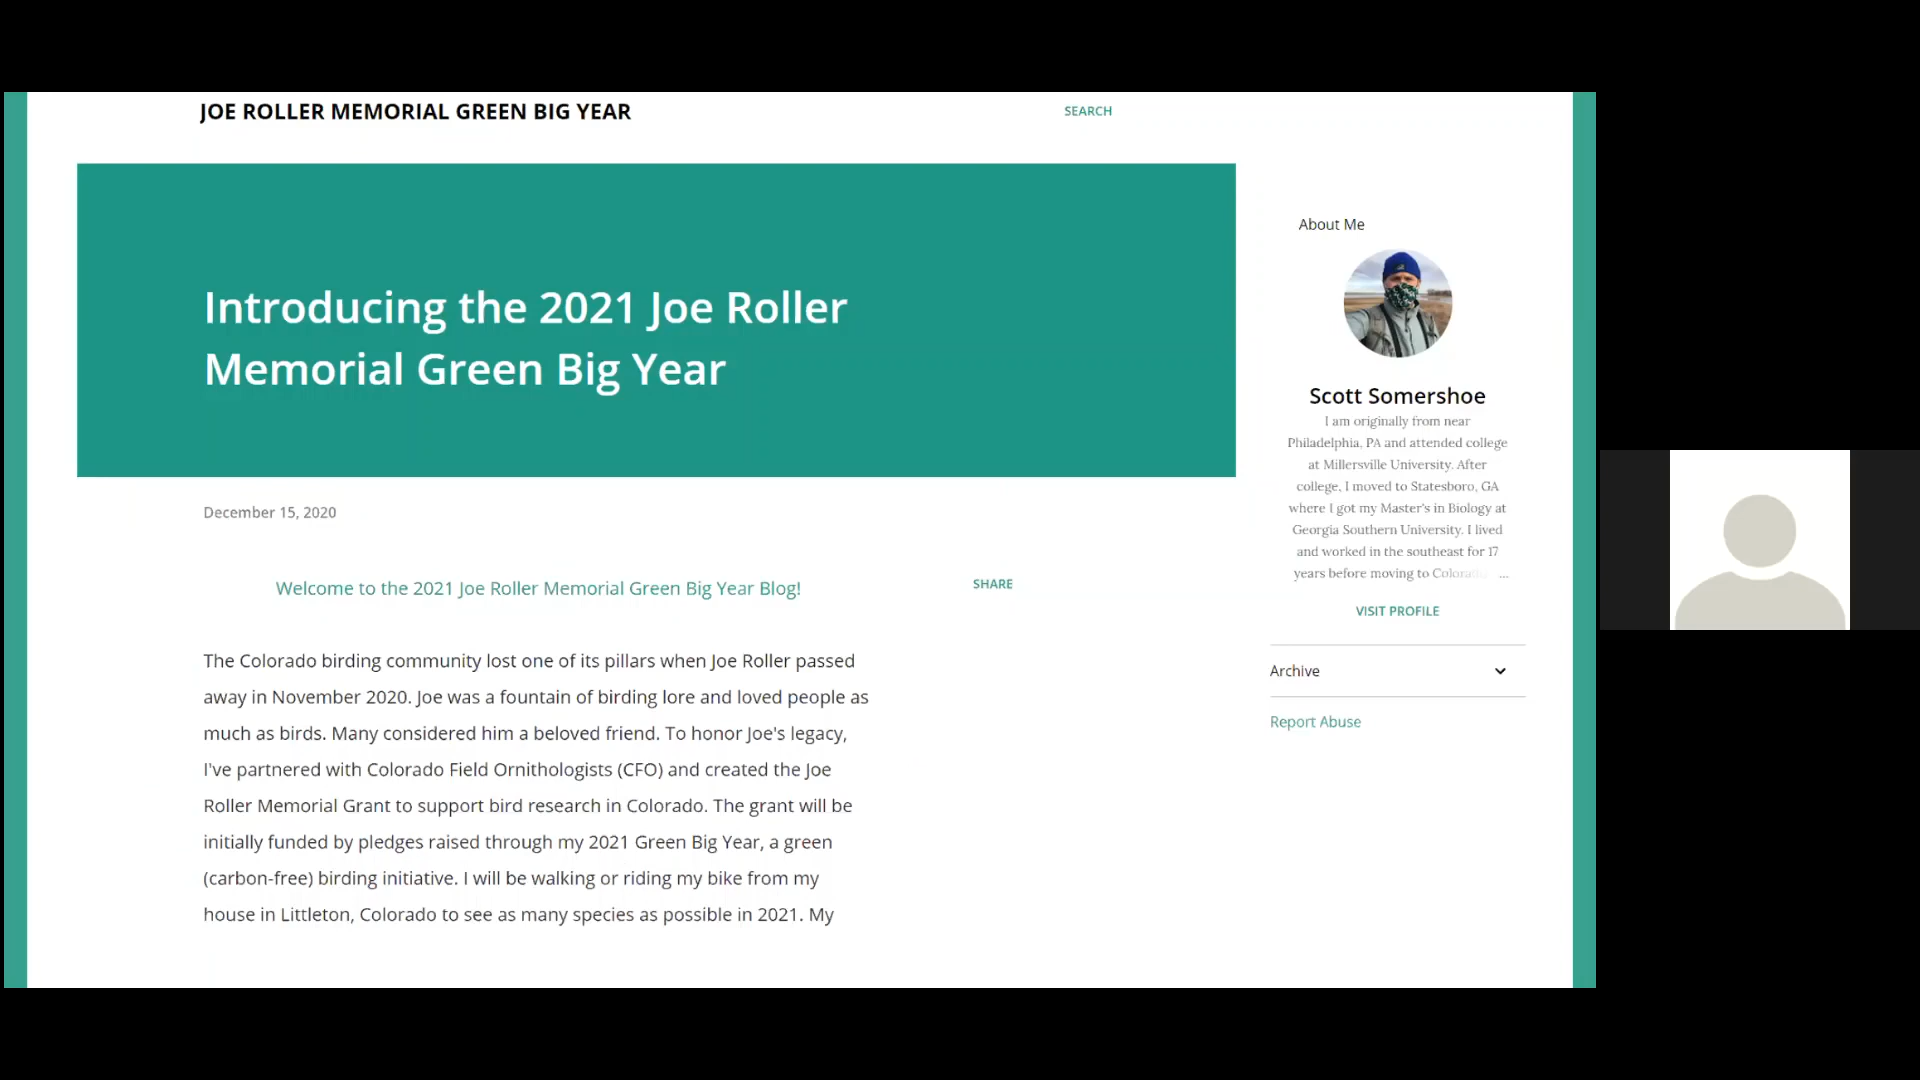 JOE ROLLER MEMORIAL GREEN BIG YEAR
SEARCH
Introducing the 2021 Joe Roller
Memorial Green Big Year
December 15, 2020
Welcome to the 2021 Joe Roller Memorial Green Big Year Blog!
SHARE
The Colorado birding community lost one of its pillars when Joe Roller passed
away in November 2020. Joe was a fountain of birding lore and loved people as
much as birds. Many considered him a beloved friend. To honor Joe's legacy,
I've partnered with Colorado Field Ornithologists (CFO) and created the Joe
Roller Memorial Grant to support bird research in Colorado. The grant will be
initially funded by pledges raised through my 2021 Green Big Year, a green
(carbon-free) birding initiative. I will be walking or riding my bike from my
house in Littleton, Colorado to see as many species as possible in 2021. My
About Me
Scott Somershoe
I am originally from near
Philadelphia, PA and attended college
at Millersville University. After
college, I moved to Statesboro, GA
where I got my Master's in Biology at
Georgia Southern University. I lived
and worked in the southeast for 17
years before moving to Colorado ...
VISIT PROFILE
Archive
Report Abuse